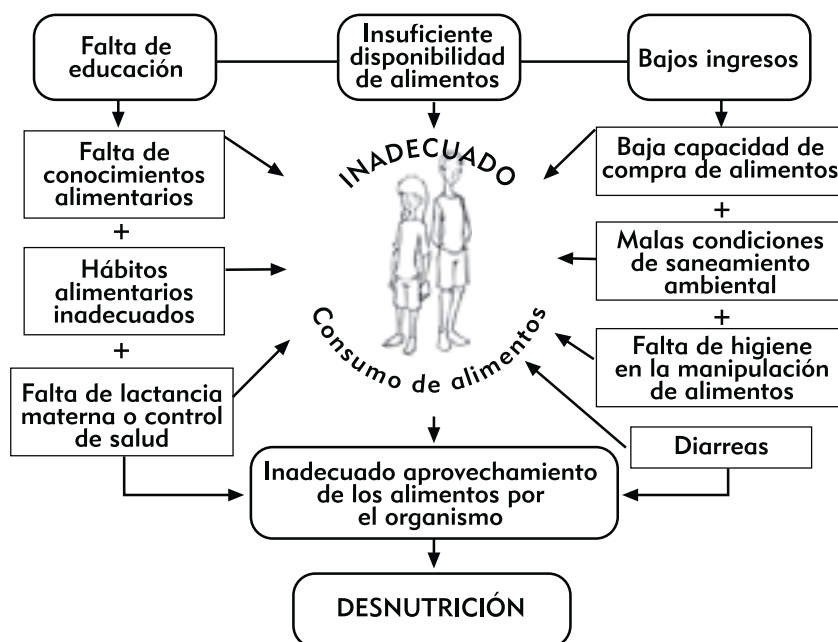 Falta de
educación
Insuficiente
disponibilidad
de alimentos
Bajos ingresos
Falta de
conocimientos
alimentarios
+
Hábitos
alimentarios
inadecuados
+
Falta de lactancia
materna o control
de salud
INADECUADO
Consumo de alimentos
Baja capacidad de
compra de alimentos
+
Malas condiciones
de saneamiento
ambiental
+
Falta de higiene
en la manipulación
de alimentos
Diarreas
Inadecuado aprovechamiento
de los alimentos por
el organismo
DESNUTRICIÓN